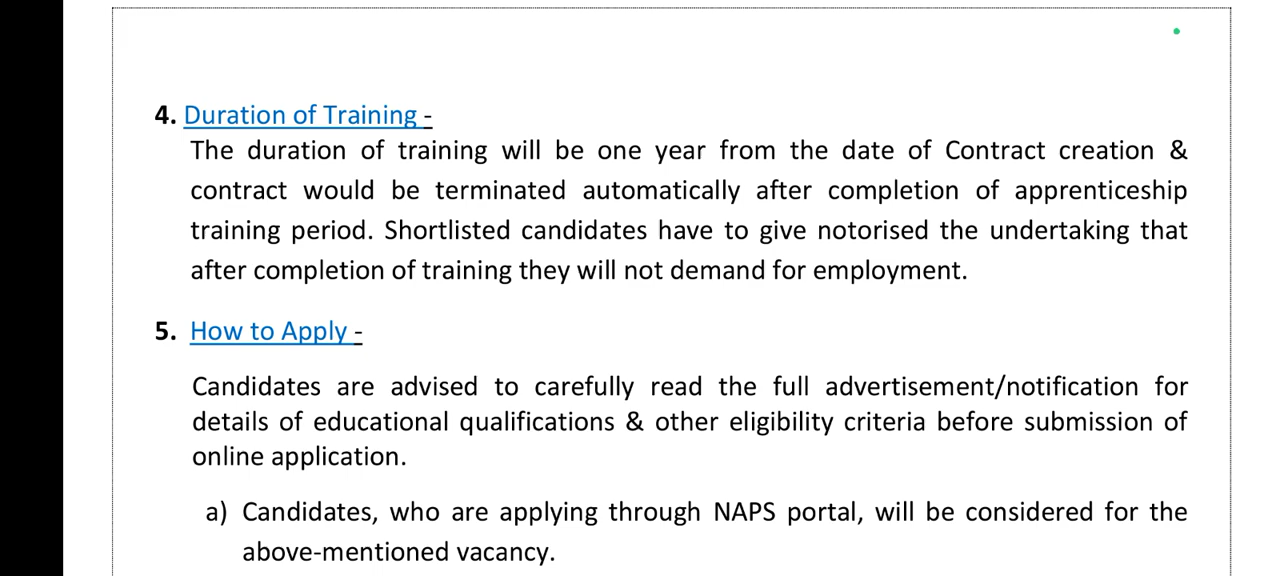 4. Duration of Training -
The duration of training will be one year from the date of Contract creation &
contract would be terminated automatically after completion of apprenticeship
training period. Shortlisted candidates have to give notorised the undertaking that
after completion of training they will not demand for employment.
5. How to Apply -
Candidates are advised to carefully read the full advertisement/notification for
details of educational qualifications & other eligibility criteria before submission of
online application.
a) Candidates, who are applying through NAPS portal, will be considered for the
above-mentioned vacancy.